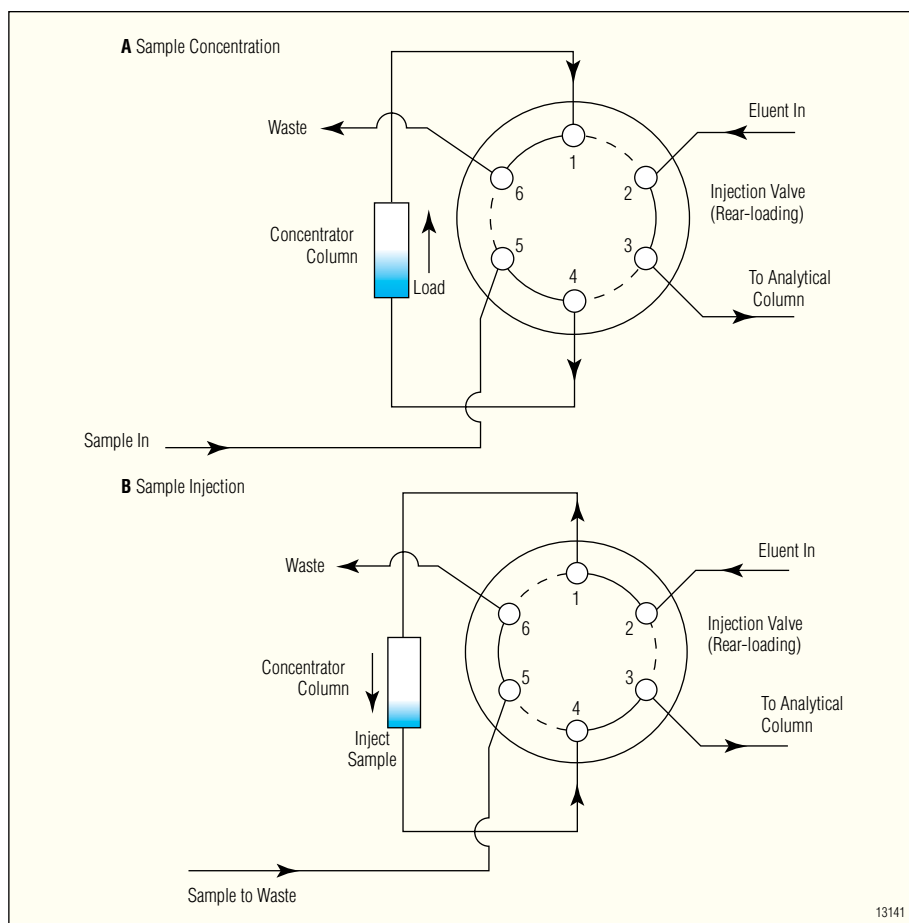 A Sample Concentration
Waste
Eluent In
1
2
Injection Valve
(Rear-loading)
6
Concentrator
Column
Load
5
3
4
To Analytical
Column
Sample In
B Sample Injection
Waste
Eluent In
1
2
Injection Valve
(Rear-loading)
6
Concentrator
Column
Inject
Sample
5
3
4
To Analytical
Column
Sample to Waste
13141